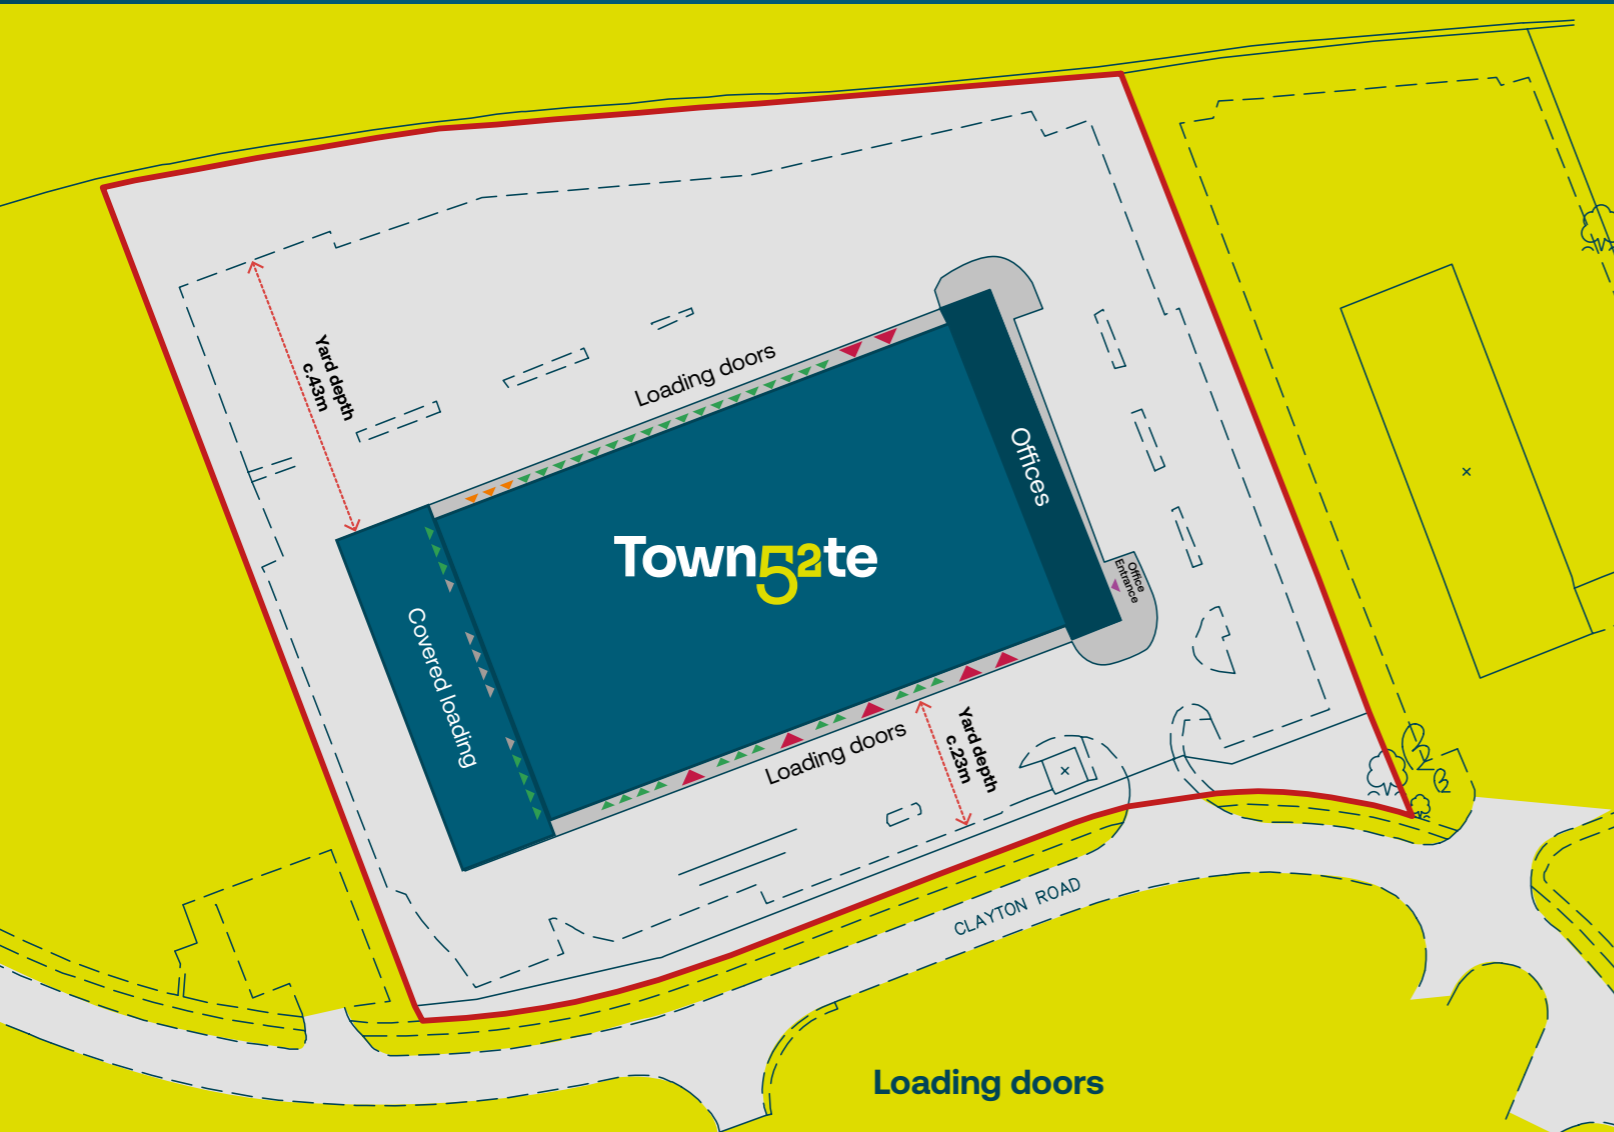 Yard depth
c.43m
Loading doors
Offices
Town52te
Office
Entrance
Covered loading
Loading doors
Yard depth
c.23m
CLAYTON ROAD
Loading doors